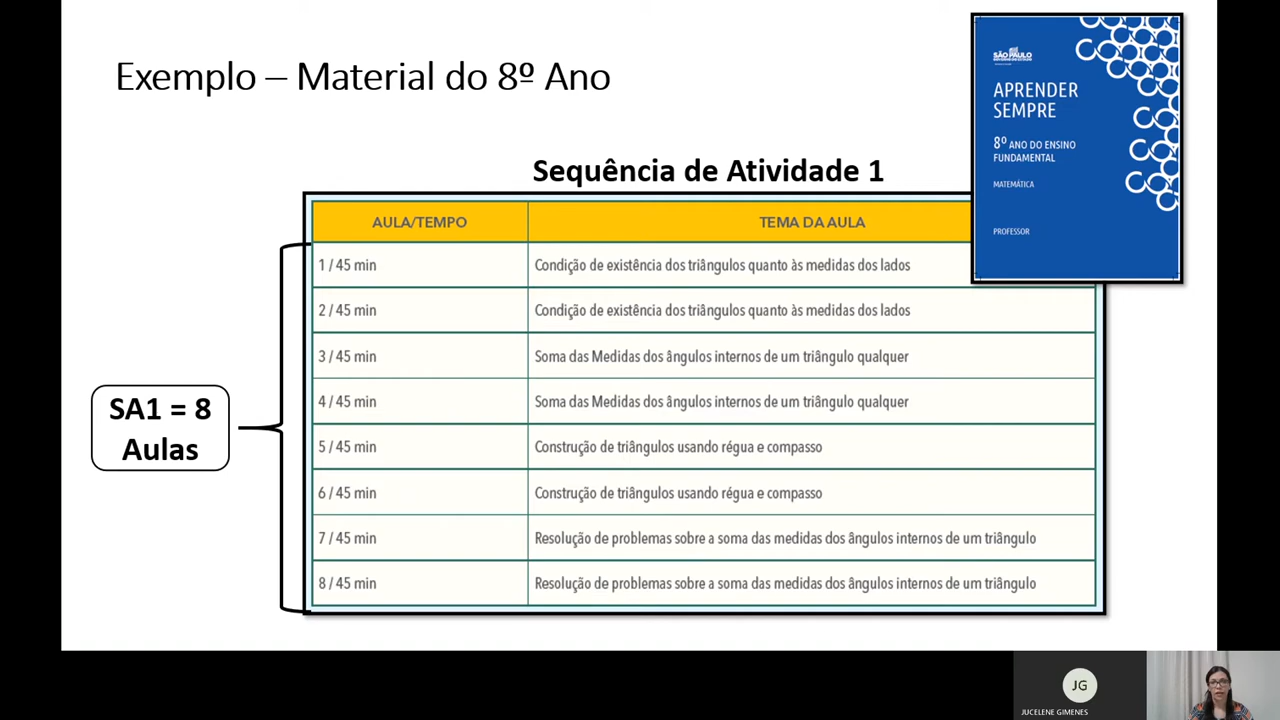 Exemplo – Material do 8º Ano
SÃO PAULO
APRENDER
SEMPRE
8º ANO DO ENSINO
FUNDAMENTAL
MATEMÁTICA
PROFESSOR
Sequência de Atividade 1
AULA/TEMPO TEMA DA AULA
1 / 45 min Condição de existência dos triângulos quanto às medidas dos lados
2 / 45 min Condição de existência dos triângulos quanto às medidas dos lados
3 / 45 min Soma das Medidas dos ângulos internos de um triângulo qualquer
4 / 45 min Soma das Medidas dos ângulos internos de um triângulo qualquer
5 / 45 min Construção de triângulos usando régua e compasso
6 / 45 min Construção de triângulos usando régua e compasso
7 / 45 min Resolução de problemas sobre a soma das medidas dos ângulos internos de um triângulo
8 / 45 min Resolução de problemas sobre a soma das medidas dos ângulos internos de um triângulo
SA1 = 8
Aulas
JG
JUCELENE GIMENES